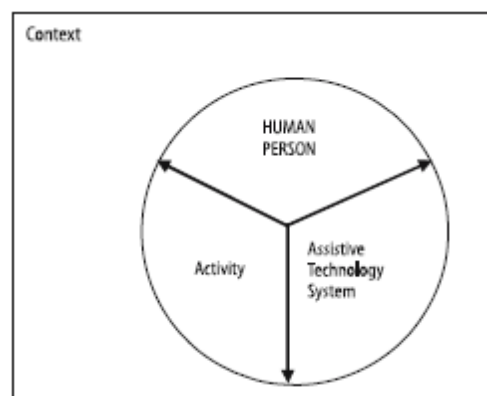 Context
HUMAN
PERSON
Activity
Assistive
Technology
System